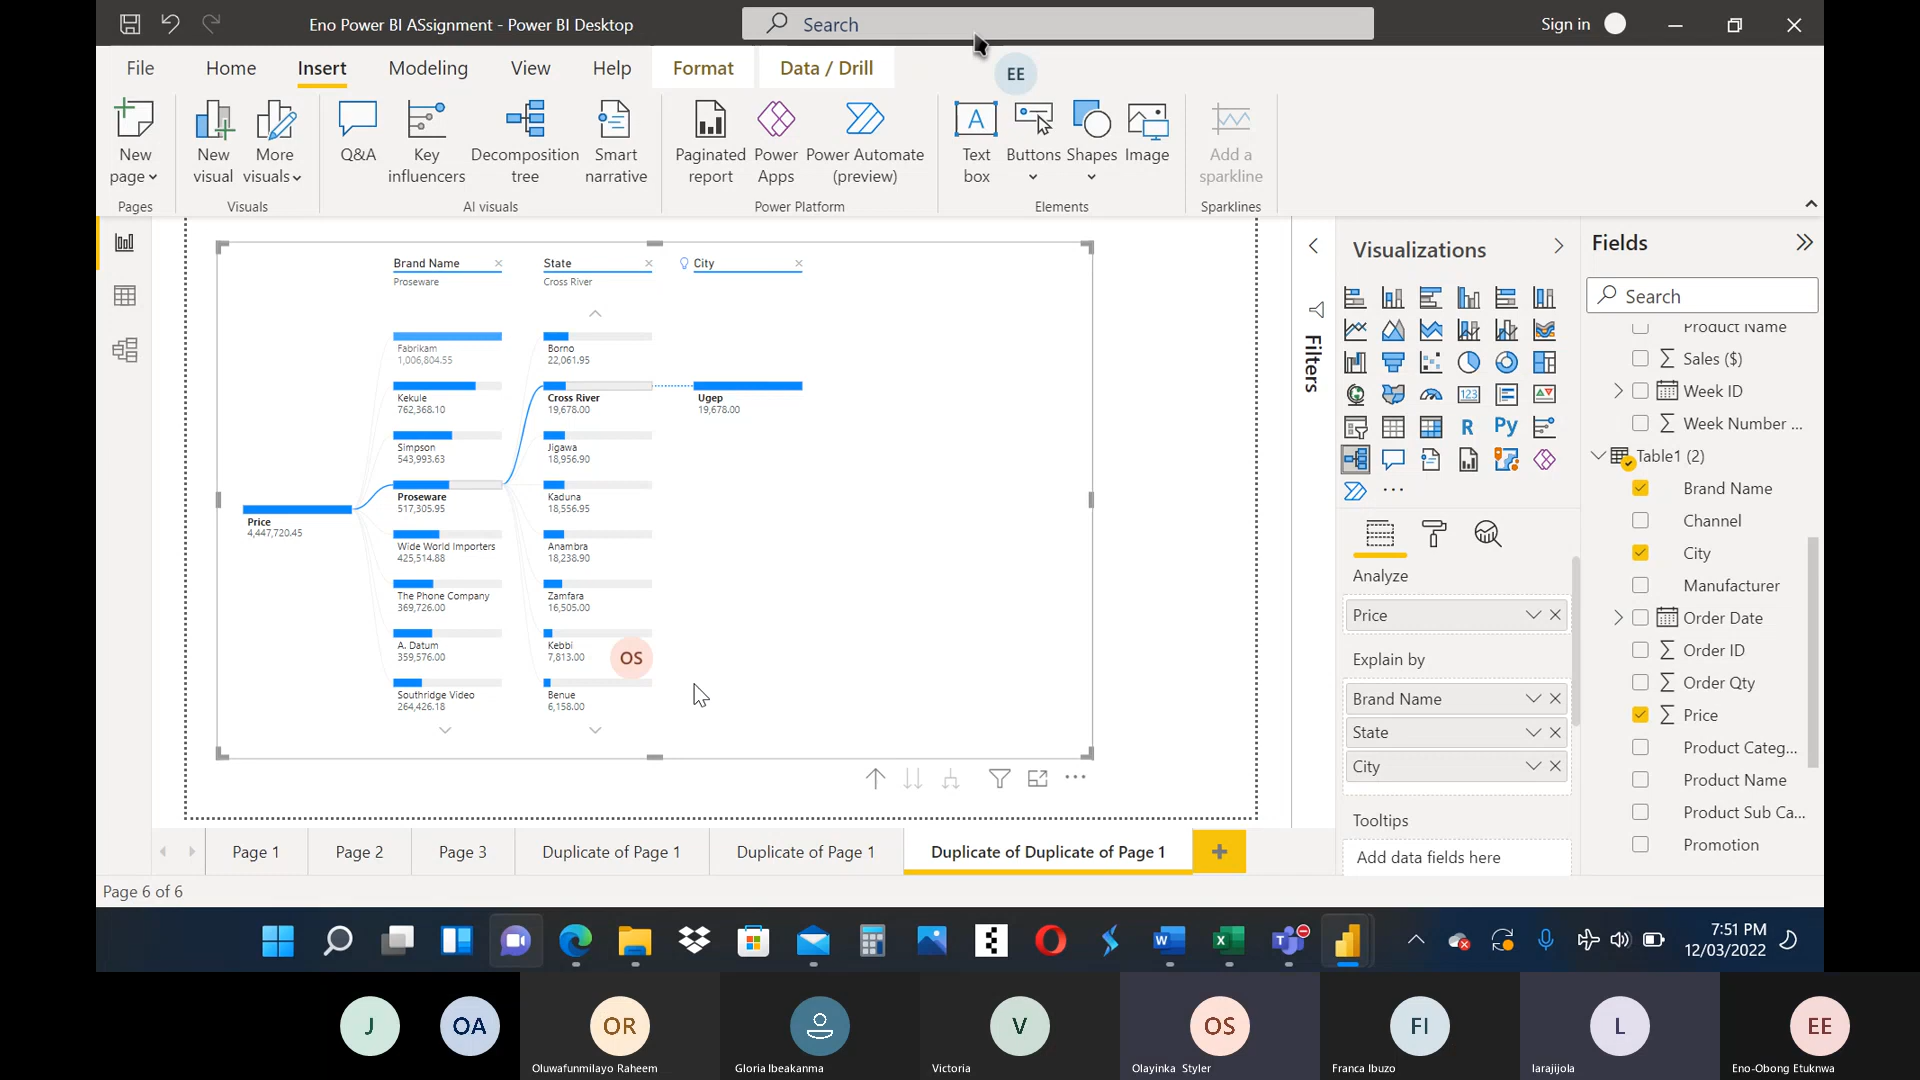 Eno Power BI ASsignment - Power BI Desktop
Search
Sign in
File
Home
Insert
Modeling
View
Help
Format
Data / Drill
EE
New page
New visual
More visuals
Q&A
Key influencers
Decomposition tree
Smart narrative
Paginated report
Power Apps
Power Automate (preview)
A
Text box
Buttons
Shapes
Image
Add a sparkline
Pages
Visuals
AI visuals
Power Platform
Elements
Sparklines
Brand Name
Proseware
State
Cross River
City
Price
4,447,720.45
Fabrikam
1,006,804.55
Kekule
762,368.10
Simpson
543,993.63
Proseware
517,305.95
Wide World Importers
425,514.88
The Phone Company
369,726.00
A. Datum
359,576.00
Southridge Video
264,426.18
Borno
22,061.95
Cross River
19,678.00
Jigawa
18,956.90
Kaduna
18,556.95
Anambra
18,238.90
Zamfara
16,505.00
Kebbi
7,813.00
Benue
6,158.00
OS
Ugep
19,678.00
Filters
Visualizations
123
R
Py
Analyze
Price
Explain by
Brand Name
State
City
Tooltips
Add data fields here
Fields
Search
Product Name
Sales ($)
Week ID
Week Number ...
Table1 (2)
Brand Name
Channel
City
Manufacturer
Order Date
Order ID
Order Qty
Price
Product Categ...
Product Name
Product Sub Ca...
Promotion
Page 1
Page 2
Page 3
Duplicate of Page 1
Duplicate of Page 1
Duplicate of Duplicate of Page 1
Page 6 of 6
7:51 PM
12/03/2022
J
OA
OR
Oluwafunmilayo Raheem
Gloria Ibeakanma
V
Victoria
OS
Olayinka Styler
FI
Franca Ibuzo
L
larajijola
EE
Eno-Obong Etuknwa